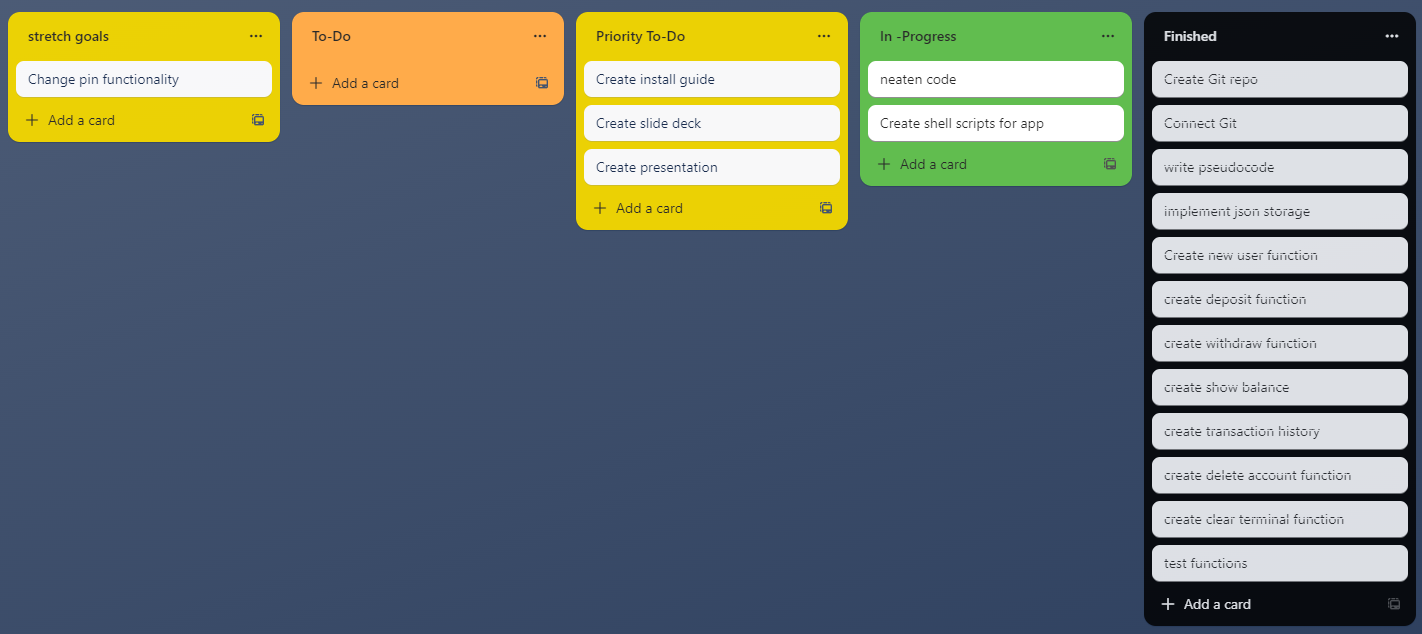 stretch goals
Change pin functionality
Add a card
To-Do
Add a card
Priority To-Do
Create install guide
Create slide deck
Create presentation
Add a card
In -Progress
neaten code
Create shell scripts for app
Add a card
Finished
Create Git repo
Connect Git
write pseudocode
implement json storage
Create new user function
create deposit function
create withdraw function
create show balance
create transaction history
create delete account function
create clear terminal function
test functions
Add a card